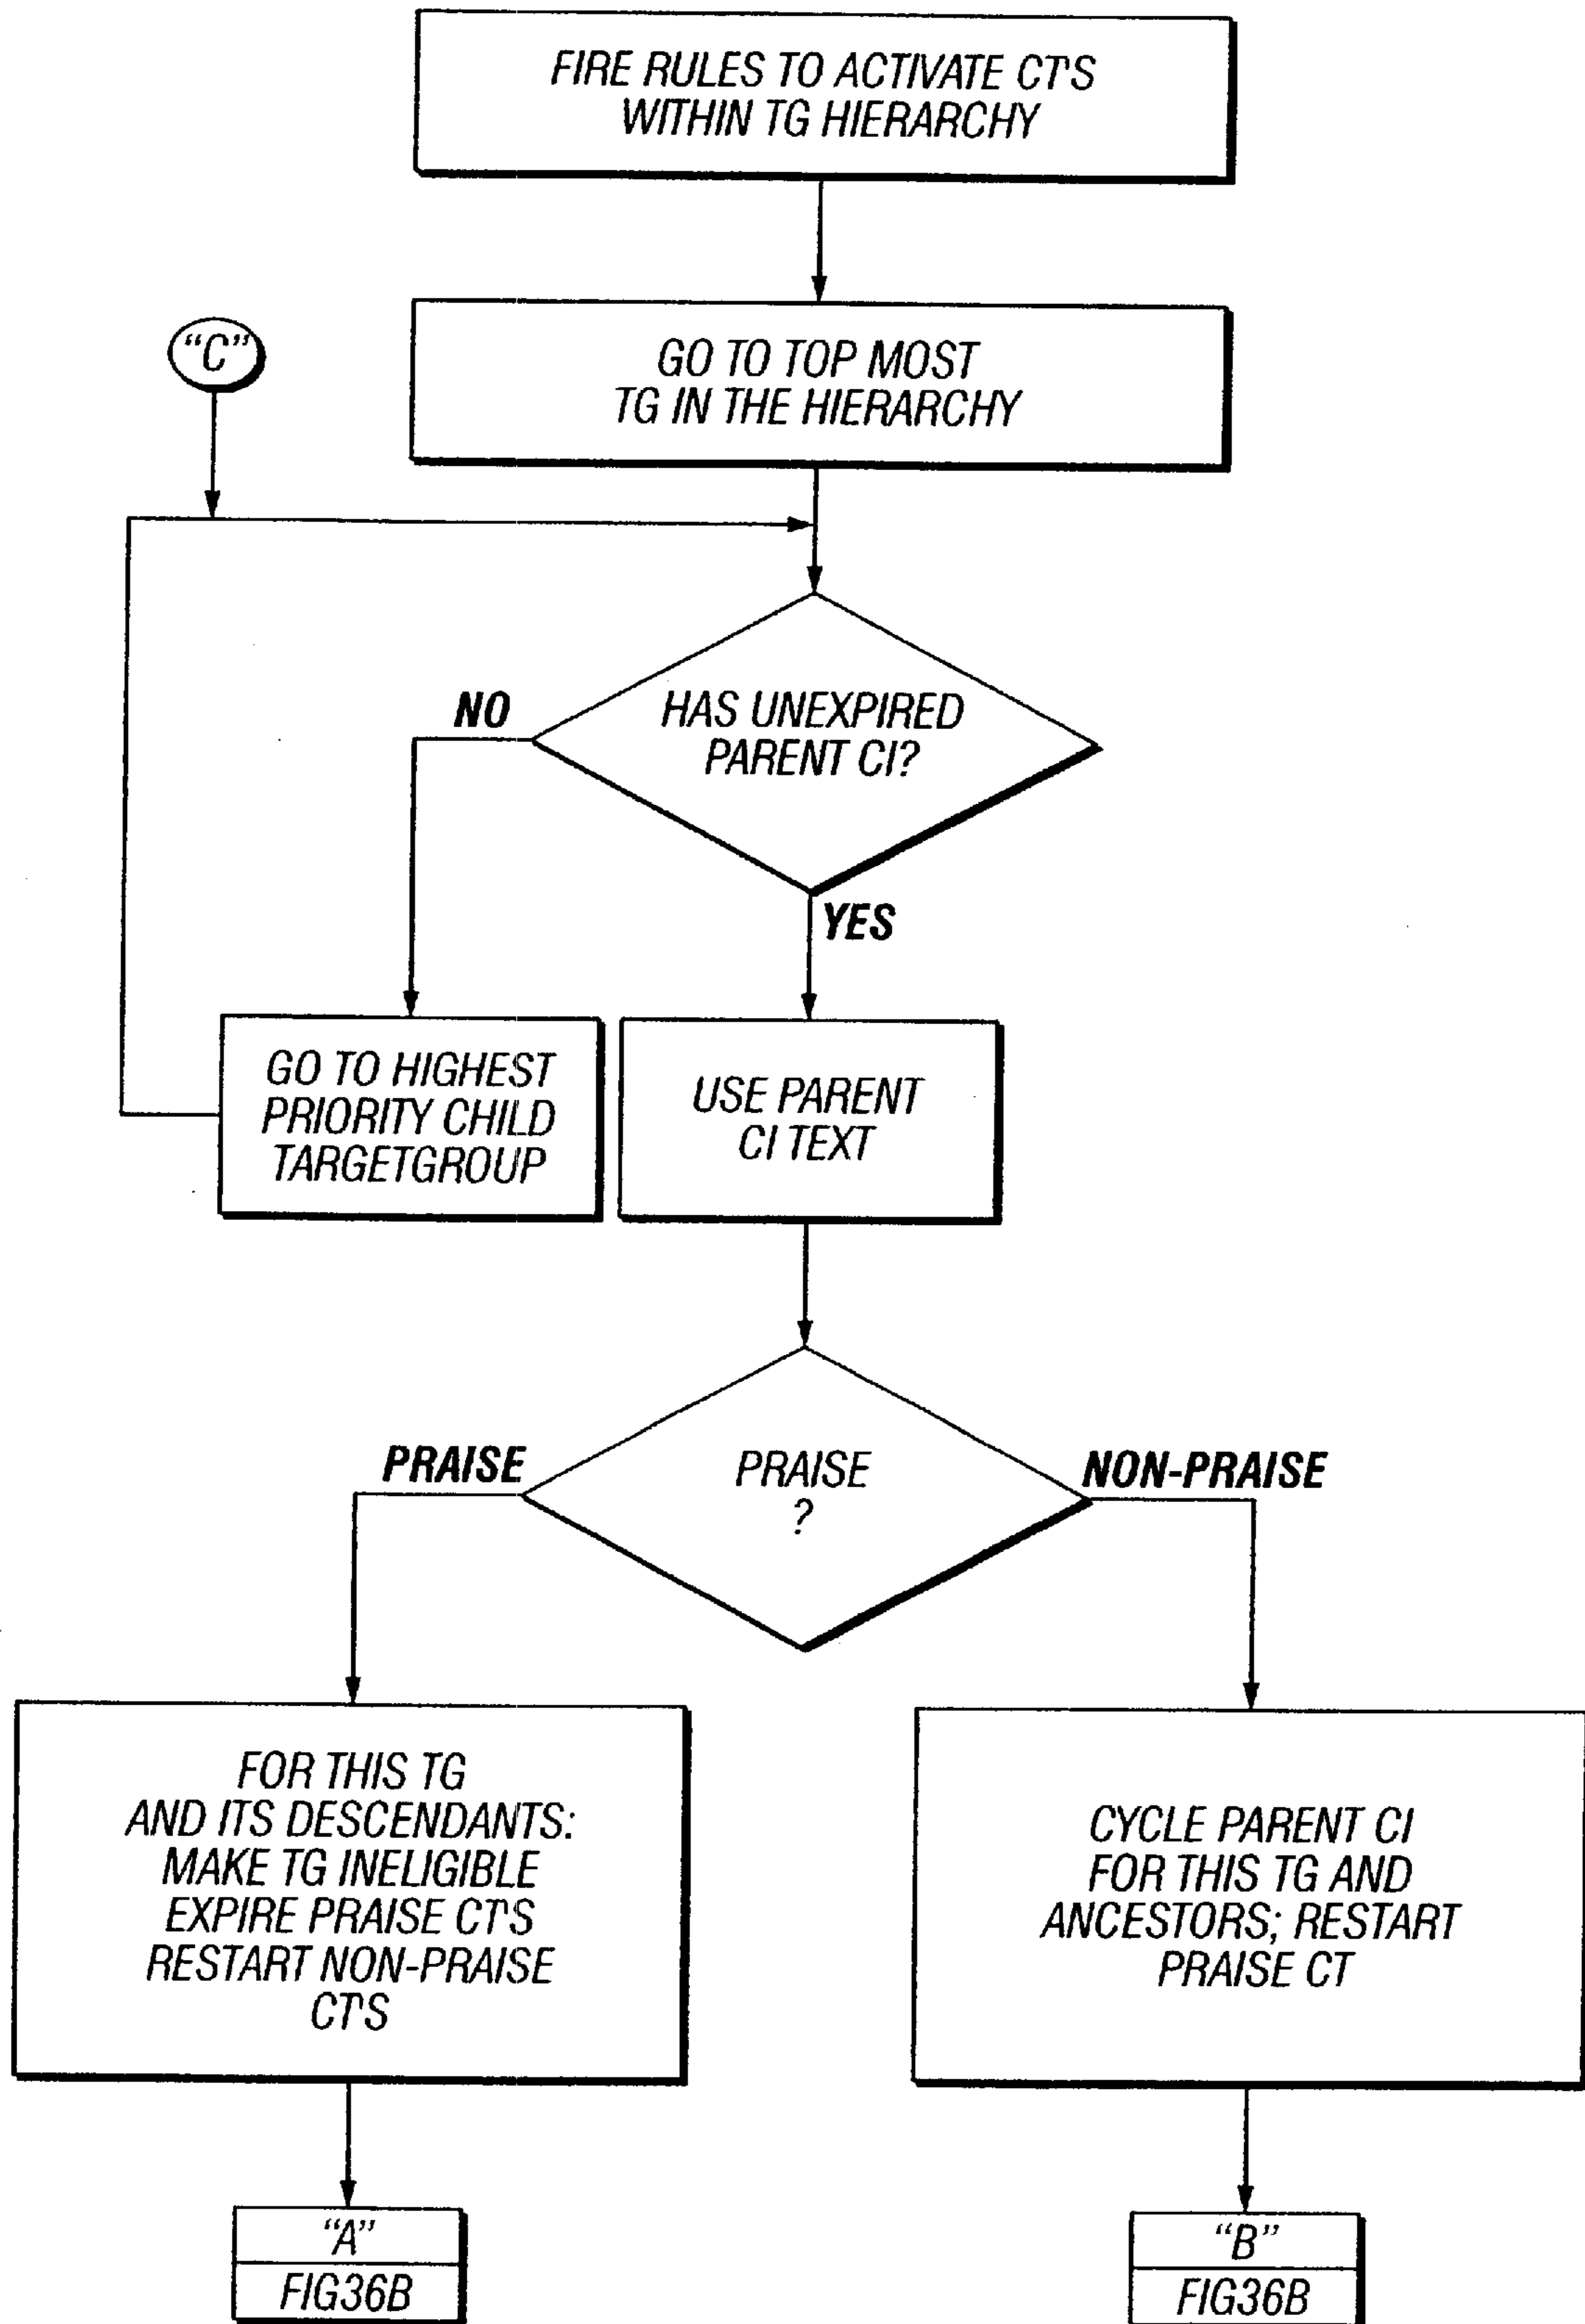 FIRE RULES TO ACTIVATE CT'S
WITHIN TG HIERARCHY
"C"
GO TO TOP MOST
TG IN THE HIERARCHY
HAS UNEXPIRED
PARENT CI?
NO
YES
GO TO HIGHEST
PRIORITY CHILD
TARGETGROUP
USE PARENT
CI TEXT
PRAISE
?
PRAISE
NON-PRAISE
FOR THIS TG
AND ITS DESCENDANTS:
MAKE TG INELIGIBLE
EXPIRE PRAISE CT'S
RESTART NON-PRAISE
CT'S
CYCLE PARENT CI
FOR THIS TG AND
ANCESTORS; RESTART
PRAISE CT
“A”
FIG36B
“B”
FIG36B